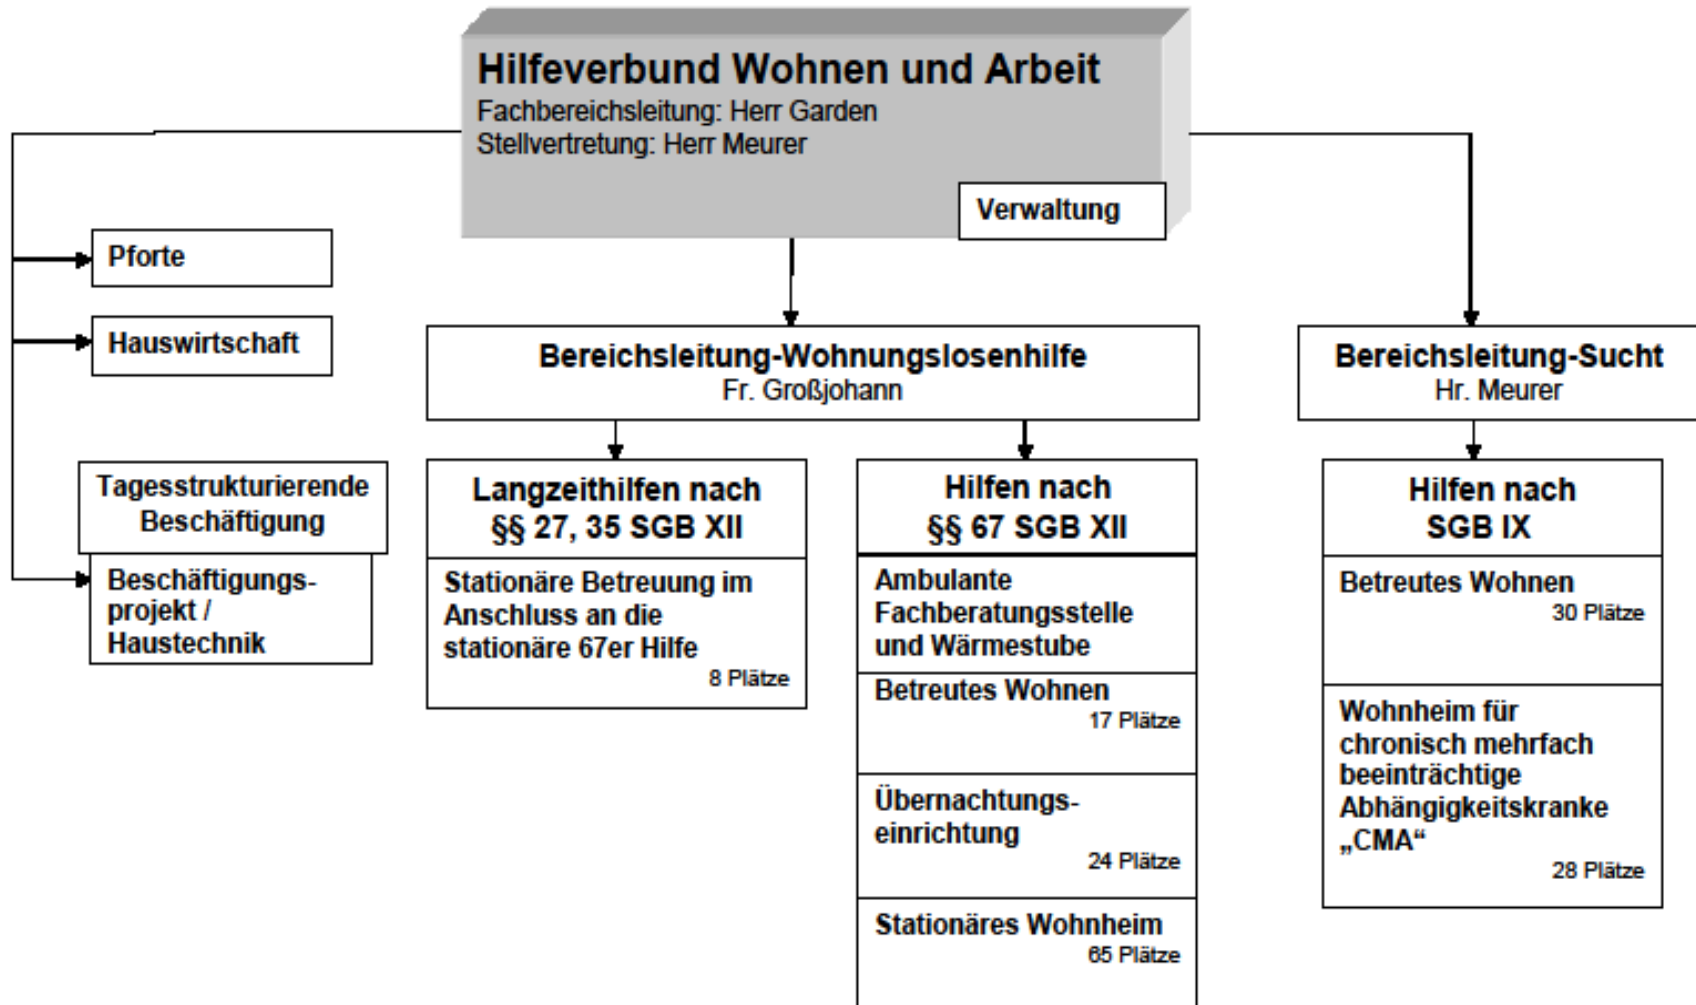 Hilfeverbund Wohnen und Arbeit
Fachbereichsleitung: Herr Garden
Stellvertretung: Herr Meurer
Verwaltung
Pforte
Hauswirtschaft
Tagesstrukturierende
Beschäftigung
Beschäftigungs-
projekt /
Haustechnik
Bereichsleitung-Wohnungslosenhilfe
Fr. Großjohann
Langzeithilfen nach
§§ 27, 35 SGB XII
Stationäre Betreuung im
Anschluss an die
stationäre 67er Hilfe
8 Plätze
Hilfen nach
§§ 67 SGB XII
Ambulante
Fachberatungsstelle
und Wärmestube
Betreutes Wohnen
17 Plätze
Übernachtungs-
einrichtung
24 Plätze
Stationäres Wohnheim
65 Plätze
Bereichsleitung-Sucht
Hr. Meurer
Hilfen nach
SGB IX
Betreutes Wohnen
30 Plätze
Wohnheim für
chronisch mehrfach
beeinträchtige
Abhängigkeitskranke
„CMA“
28 Plätze